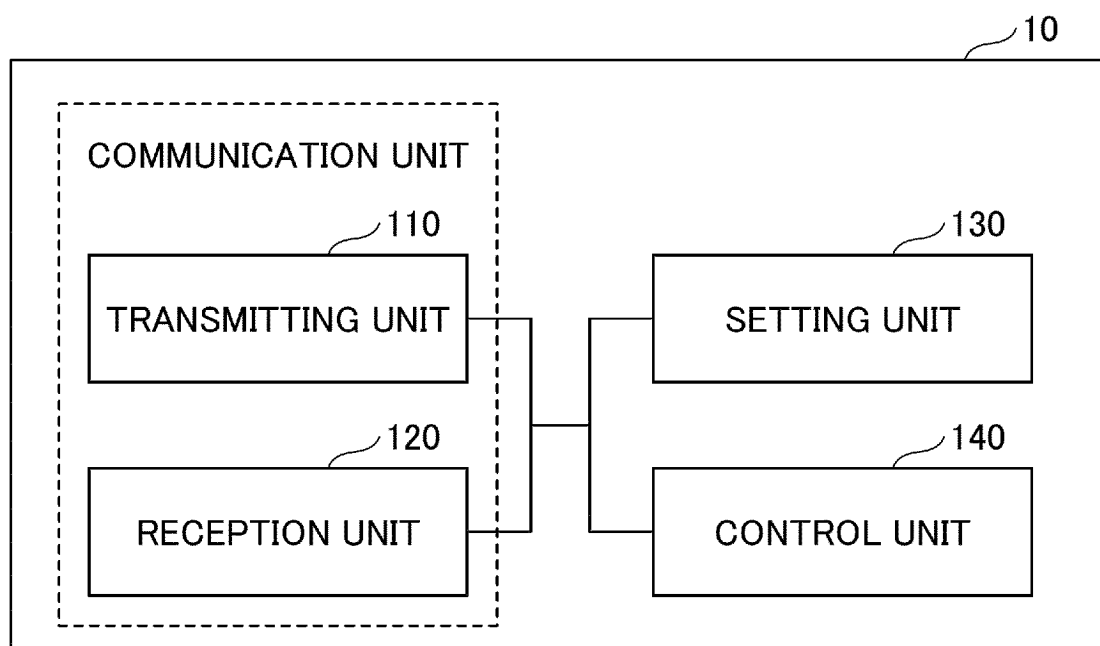 10
COMMUNICATION UNIT
110
130
TRANSMITTING UNIT
SETTING UNIT
120
140
RECEPTION UNIT
CONTROL UNIT